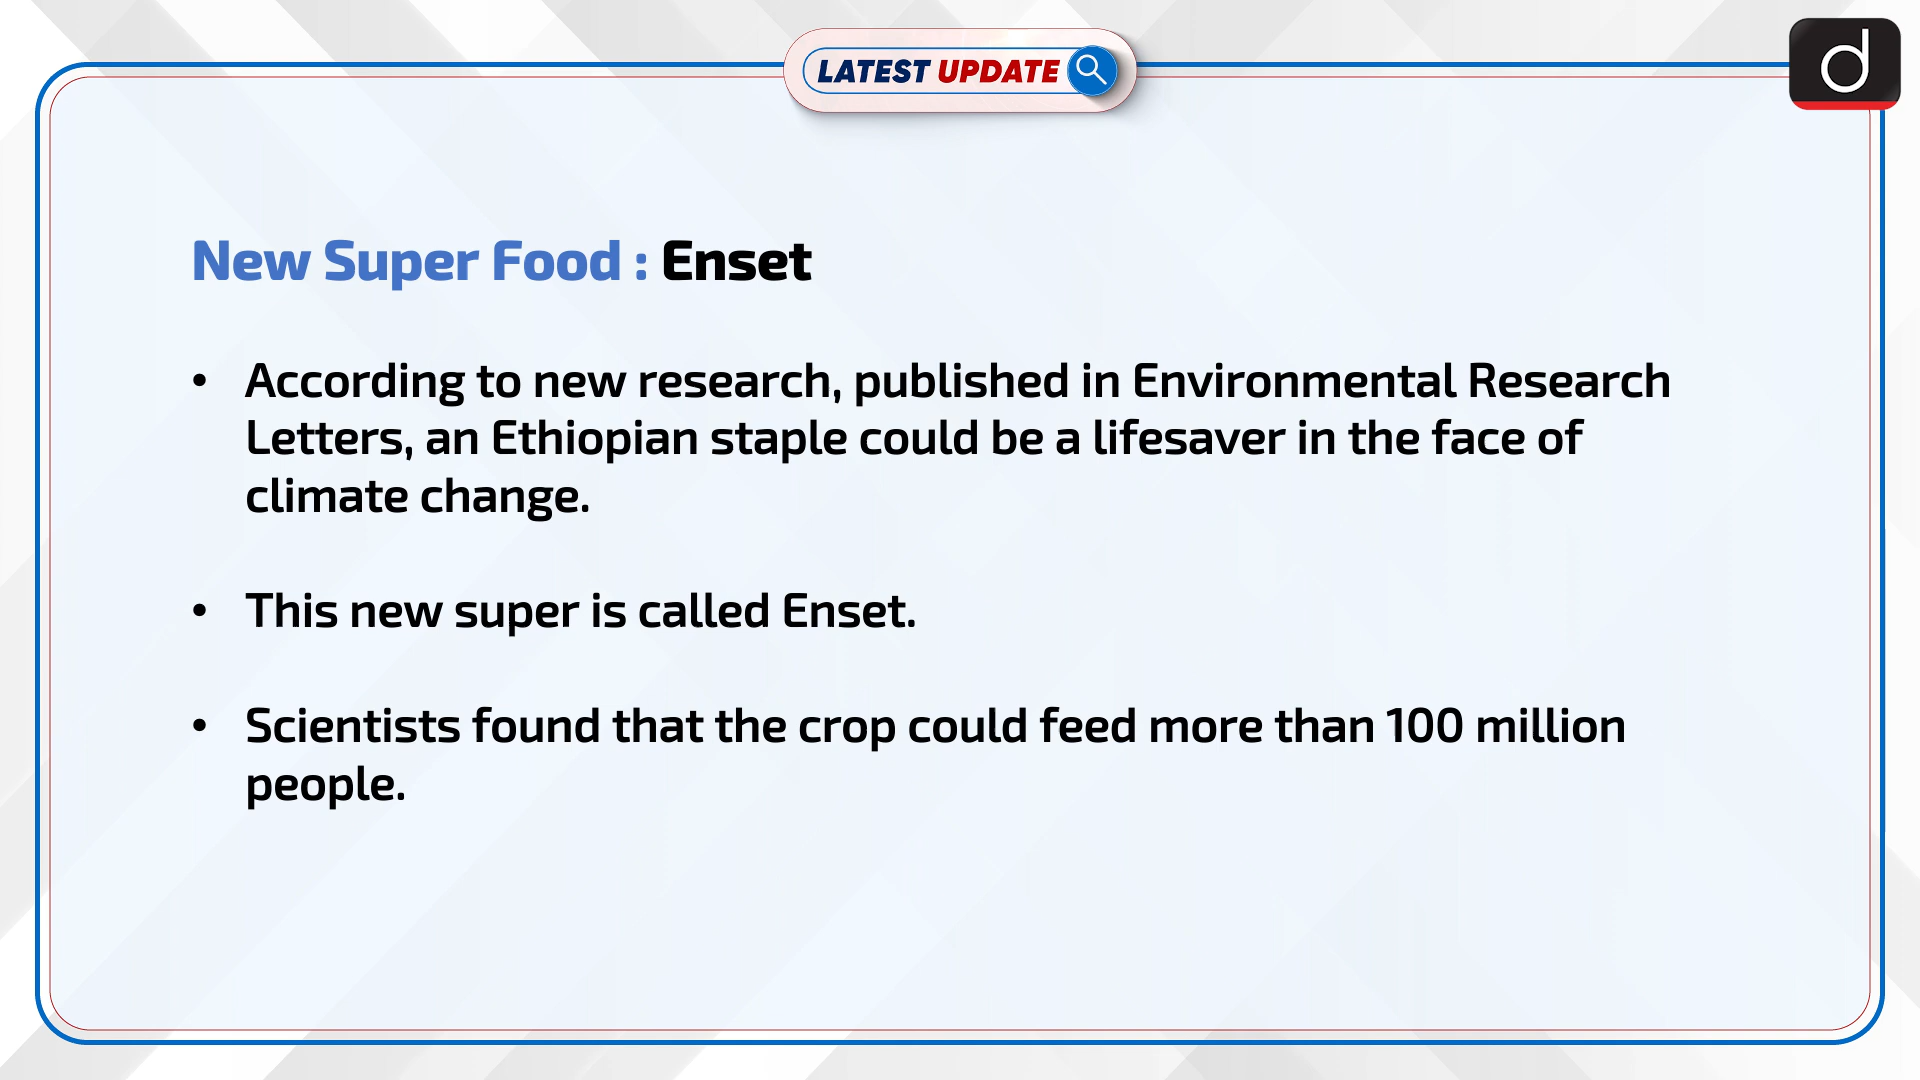 LATEST UPDATE
d
New Super Food : Enset
• According to new research, published in Environmental Research
Letters, an Ethiopian staple could be a lifesaver in the face of
climate change.
• This new super is called Enset.
• Scientists found that the crop could feed more than 100 million
people.